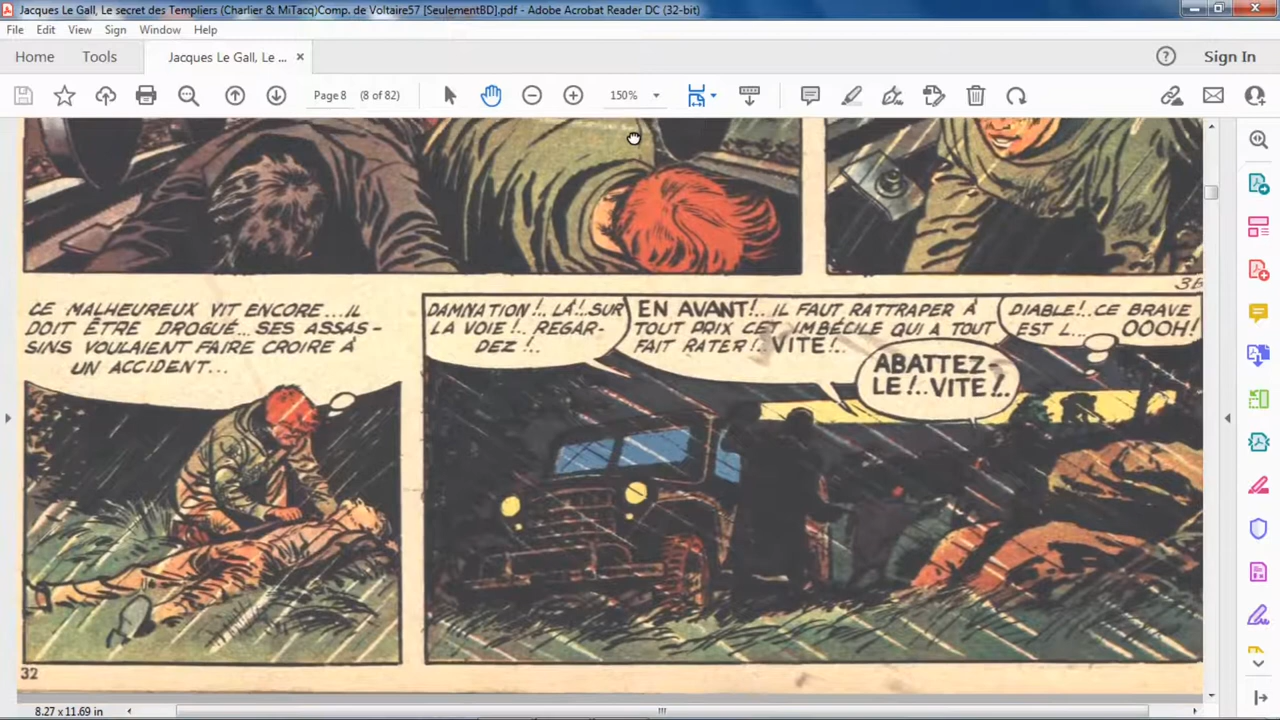 Jacques Le Gall, Le secret des Templiers (Charlier & MiTacq)Comp. de Voltaire57 [SeulementBD].pdf - Adobe Acrobat Reader DC (32-bit)
File Edit View Sign Window Help
Home Tools Jacques Le Gall, Le ... × Sign In
Page 8 (8 of 82) 150%
CE MALHEUREUX VIT ENCORE...IL
DOIT ÊTRE DROGUÉ...SES ASSAS-
SINS VOULAIENT FAIRE CROIRE À
UN ACCIDENT...
DAMNATION!..LÀ!..SUR
LA VOIE!.. REGAR-
DEZ!..
EN AVANT!..IL FAUT RATTRAPER À
TOUT PRIX CET IMBÉCILE QUI A TOUT
FAIT RATER!..VITE!..
ABATTEZ-
LE!..VITE!..
DIABLE!..CE BRAVE
EST L... OOOH!
32
8.27 x 11.69 in